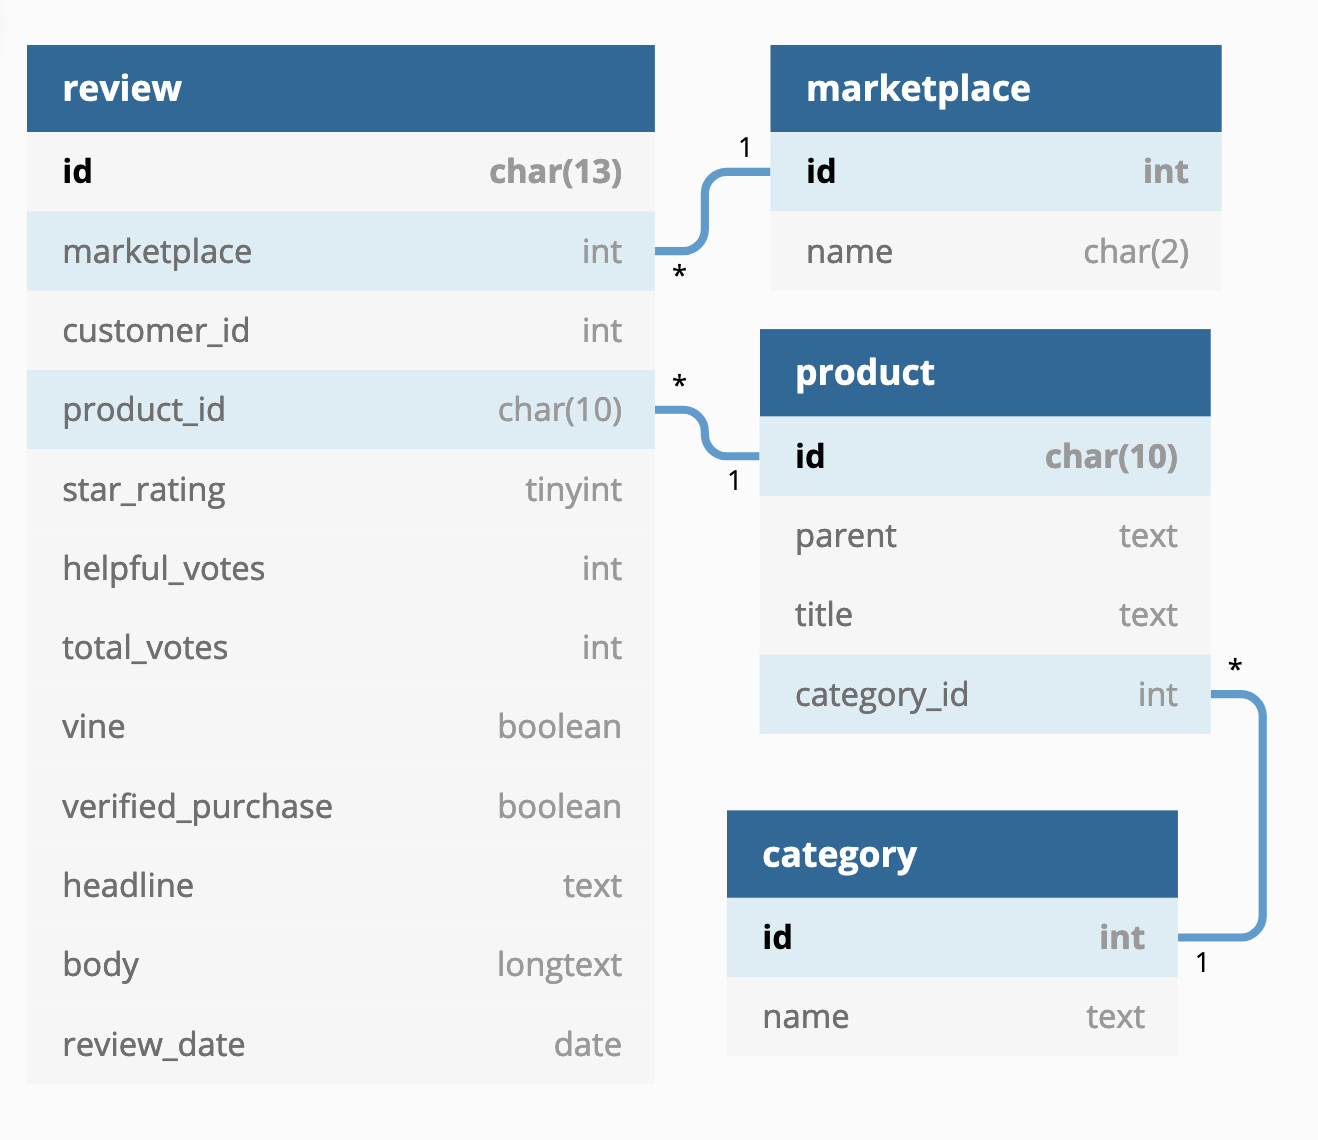 review
id char(13)
marketplace int
customer_id int
product_id char(10)
star_rating tinyint
helpful_votes int
total_votes int
vine boolean
verified_purchase boolean
headline text
body longtext
review_date date
1
*
*
1
marketplace
id int
name char(2)
product
id char(10)
parent text
title text
category_id int
*
1
category
id int
name text